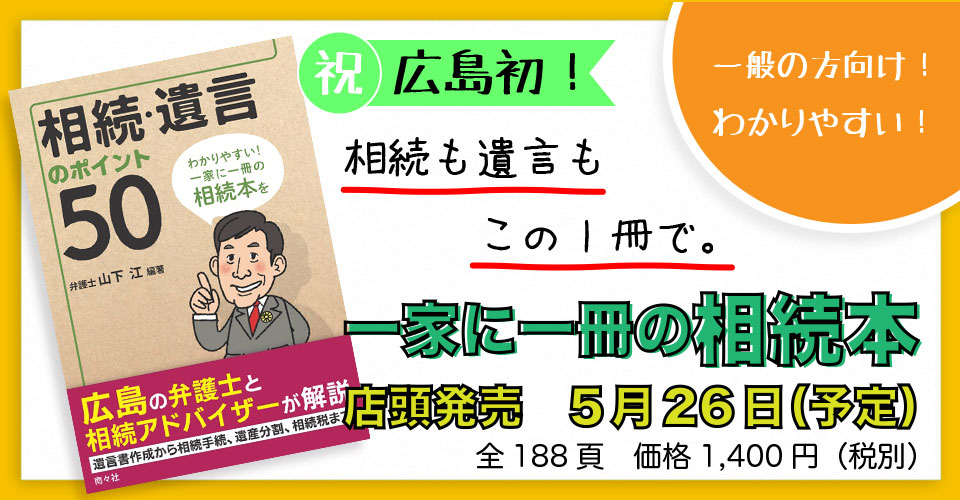 相続・遺言
のポイント
50
わかりやすい！
一家に一冊の
相続本を
弁護士 山下 江 編著
広島の弁護士と
相続アドバイザーが解説
遺言書作成から相続手続、遺産分割、相続税まで
南々社
祝 広島初！
一般の方向け！
わかりやすい！
相続も遺言も
この1冊で。
一家に一冊の相続本
店頭発売　5月26日(予定)
全188頁　価格1,400円（税別）